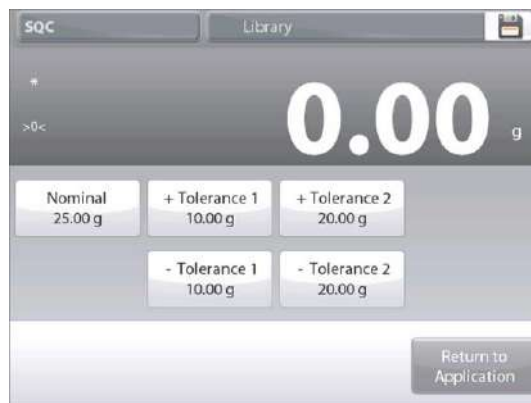 SQC
Library
*
>0<
0.00 g
Nominal
25.00 g
+ Tolerance 1
10.00 g
+ Tolerance 2
20.00 g
- Tolerance 1
10.00 g
- Tolerance 2
20.00 g
Return to
Application